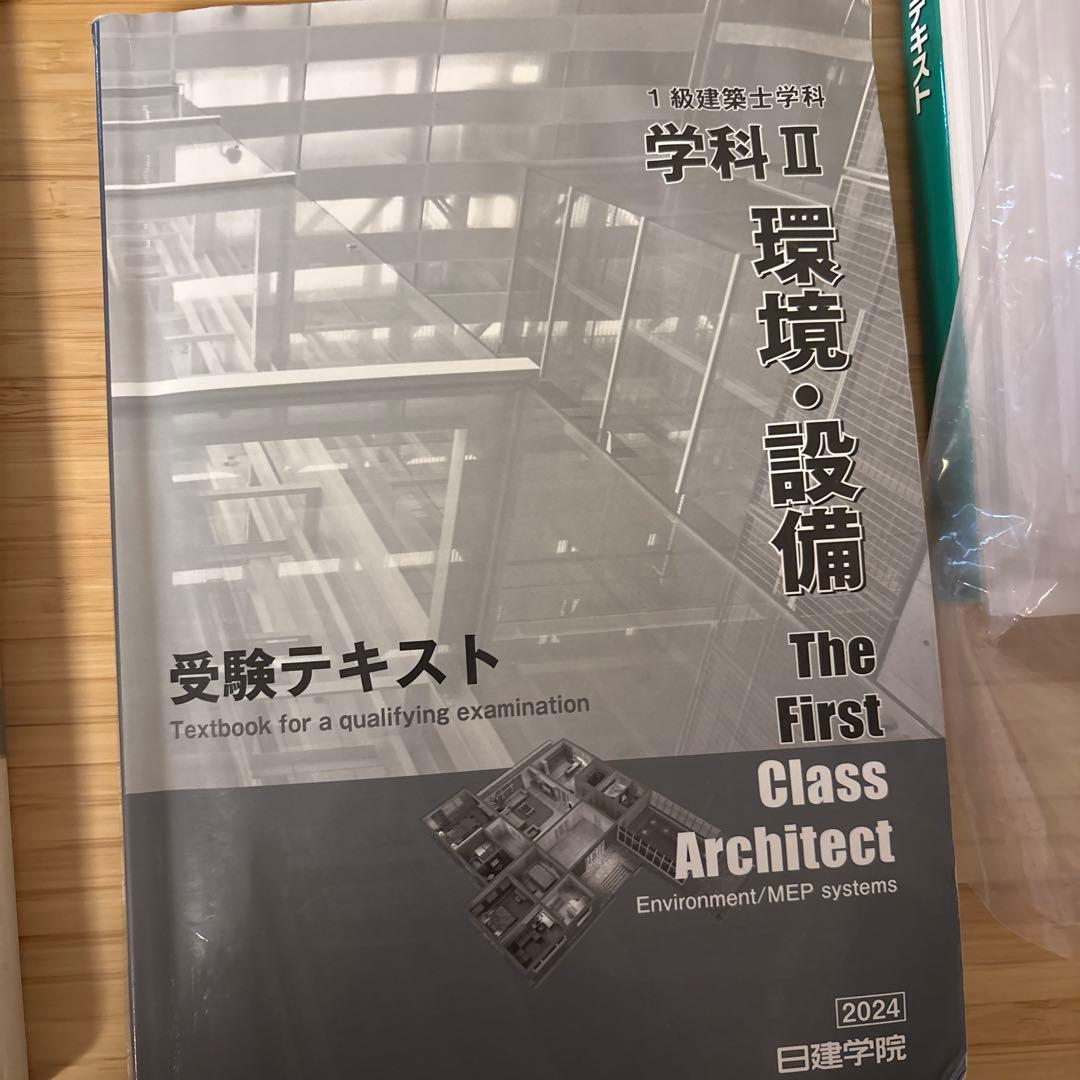 1級建築士学科
学科Ⅱ
環境・設備
The
First
Class
Architect
Environment/MEP systems
受験テキスト
Textbook for a qualifying examination
2024
日建学院
テキスト